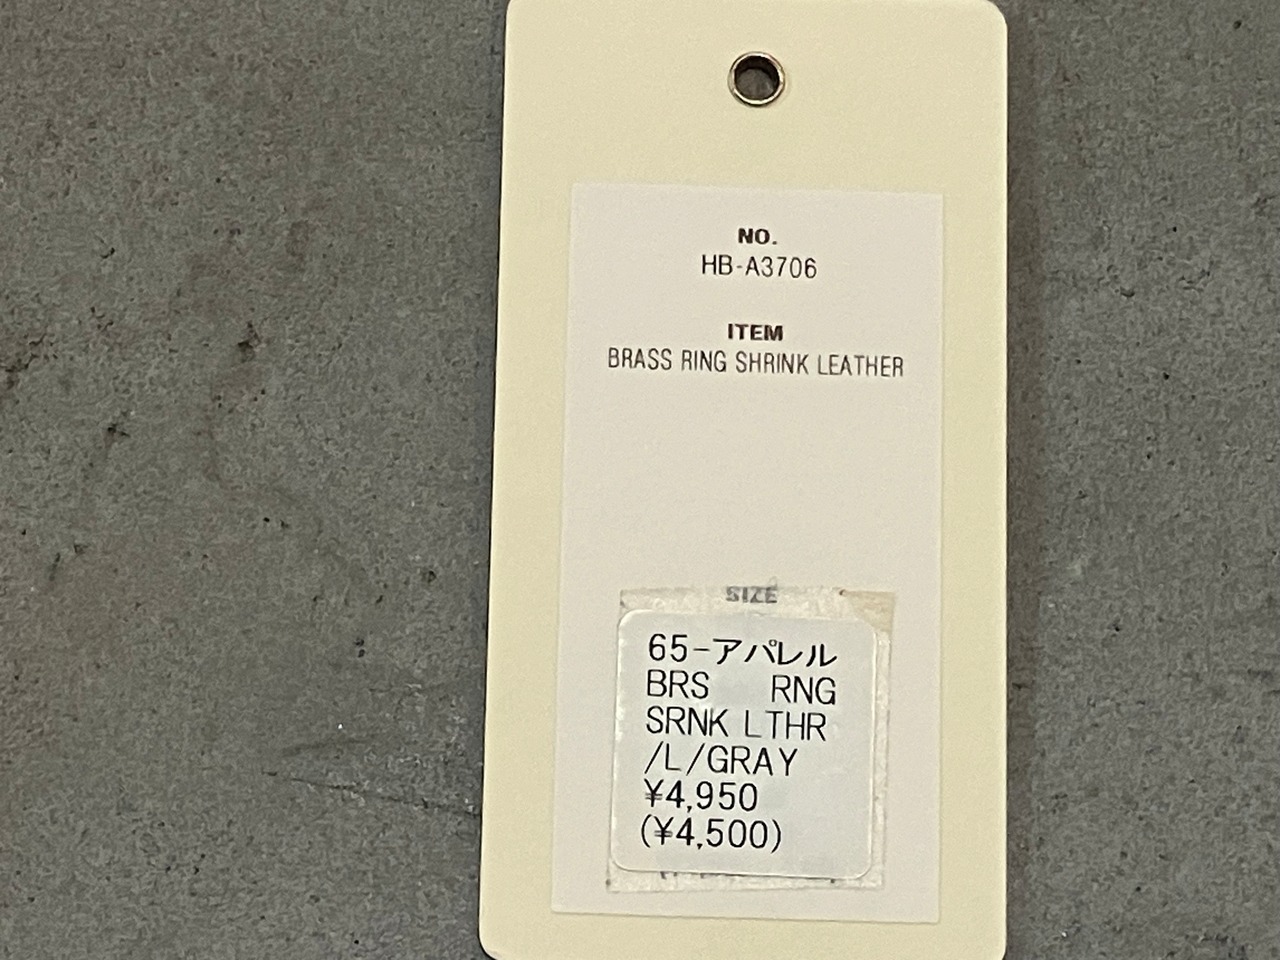 NO.
HB-A3706
ITEM
BRASS RING SHRINK LEATHER
SIZE
65-アパレル
BRS RNG
SRNK LTHR
/L/GRAY
¥4,950
(¥4,500)